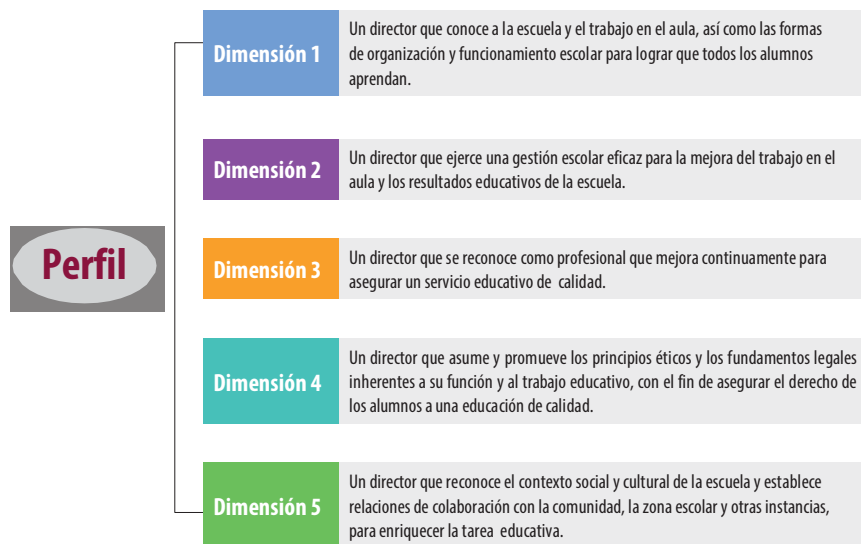 Perfil
Dimensión 1
Un director que conoce a la escuela y el trabajo en el aula, así como las formas
de organización y funcionamiento escolar para lograr que todos los alumnos
aprendan.
Dimensión 2
Un director que ejerce una gestión escolar eficaz para la mejora del trabajo en el
aula y los resultados educativos de la escuela.
Dimensión 3
Un director que se reconoce como profesional que mejora continuamente para
asegurar un servicio educativo de calidad.
Dimensión 4
Un director que asume y promueve los principios éticos y los fundamentos legales
inherentes a su función y al trabajo educativo, con el fin de asegurar el derecho de
los alumnos a una educación de calidad.
Dimensión 5
Un director que reconoce el contexto social y cultural de la escuela y establece
relaciones de colaboración con la comunidad, la zona escolar y otras instancias,
para enriquecer la tarea educativa.